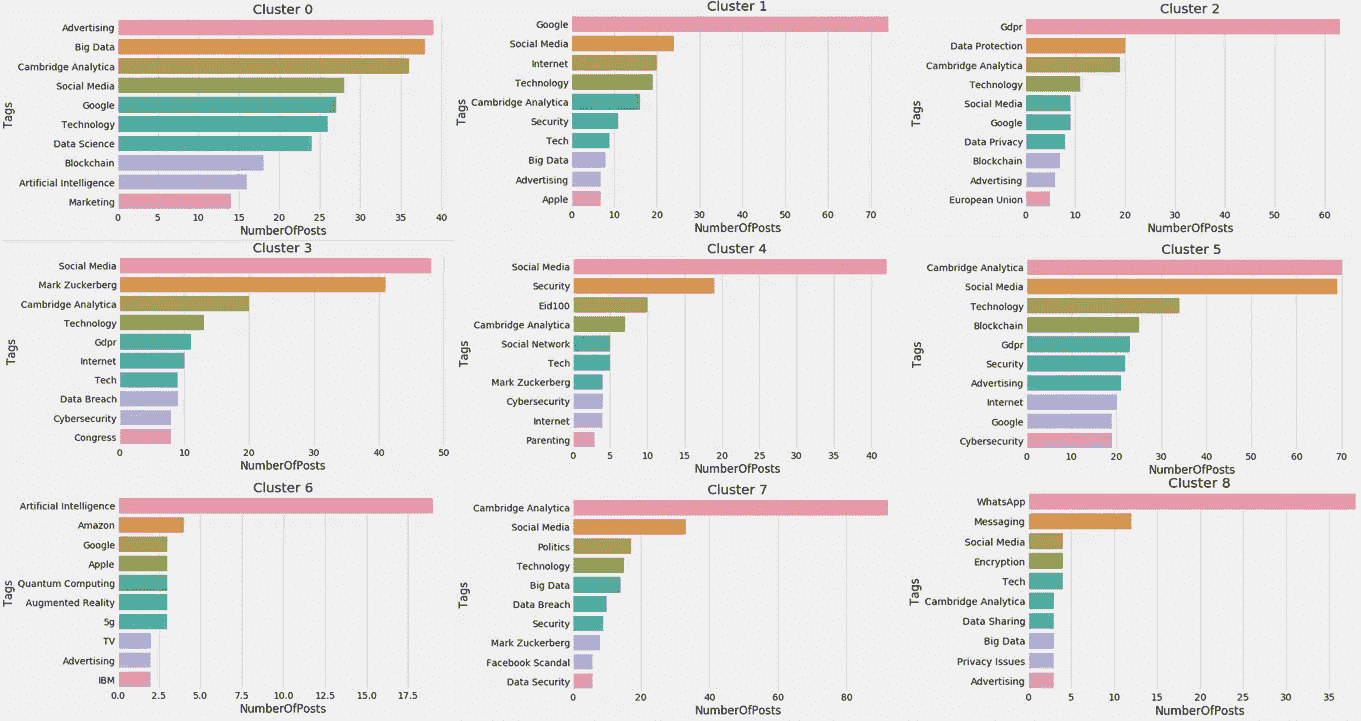 Cluster 0
Tags
Advertising
Big Data
Cambridge Analytica
Social Media
Google
Technology
Data Science
Blockchain
Artificial Intelligence
Marketing
0 5 10 15 20 25 30 35 40
NumberOfPosts
Cluster 1
Tags
Google
Social Media
Internet
Technology
Cambridge Analytica
Security
Tech
Big Data
Advertising
Apple
0 10 20 30 40 50 60 70
NumberOfPosts
Cluster 2
Tags
Gdpr
Data Protection
Cambridge Analytica
Technology
Social Media
Google
Data Privacy
Blockchain
Advertising
European Union
0 10 20 30 40 50 60
NumberOfPosts
Cluster 3
Tags
Social Media
Mark Zuckerberg
Cambridge Analytica
Technology
Gdpr
Internet
Tech
Data Breach
Cybersecurity
Congress
0 10 20 30 40 50
NumberOfPosts
Cluster 4
Tags
Social Media
Security
Eid100
Cambridge Analytica
Social Network
Tech
Mark Zuckerberg
Cybersecurity
Internet
Parenting
0 5 10 15 20 25 30 35 40
NumberOfPosts
Cluster 5
Tags
Cambridge Analytica
Social Media
Technology
Blockchain
Gdpr
Security
Advertising
Internet
Google
Cybersecurity
0 10 20 30 40 50 60 70
NumberOfPosts
Cluster 6
Tags
Artificial Intelligence
Amazon
Google
Apple
Quantum Computing
Augmented Reality
5g
TV
Advertising
IBM
0.0 2.5 5.0 7.5 10.0 12.5 15.0 17.5
NumberOfPosts
Cluster 7
Tags
Cambridge Analytica
Social Media
Politics
Technology
Big Data
Data Breach
Security
Mark Zuckerberg
Facebook Scandal
Data Security
0 20 40 60 80
NumberOfPosts
Cluster 8
Tags
WhatsApp
Messaging
Social Media
Encryption
Tech
Cambridge Analytica
Data Sharing
Big Data
Privacy Issues
Advertising
0 5 10 15 20 25 30 35
NumberOfPosts